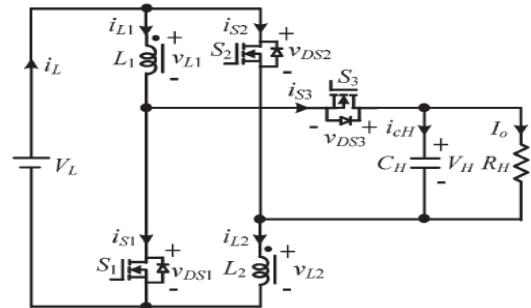 i_L1 + i_S2 +
L_1 v_L1 S_2 v_DS2
i_L - - S_3
i_S3
- v_DS3 + i_cH I_o
V_L C_H + V_H - R_H
i_S1 + i_L2 +
S_1 v_DS1 L_2 v_L2
- -